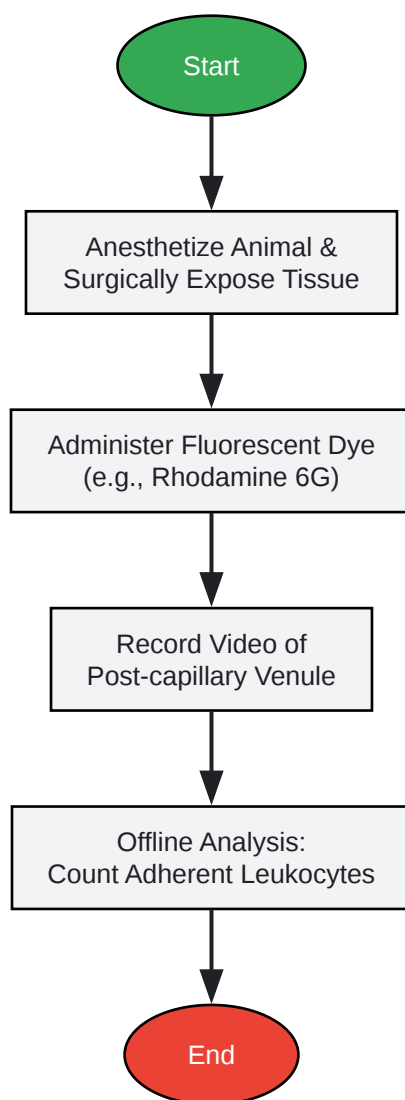 Start
Anesthetize Animal &
Surgically Expose Tissue
Administer Fluorescent Dye
(e.g., Rhodamine 6G)
Record Video of
Post-capillary Venule
Offline Analysis:
Count Adherent Leukocytes
End